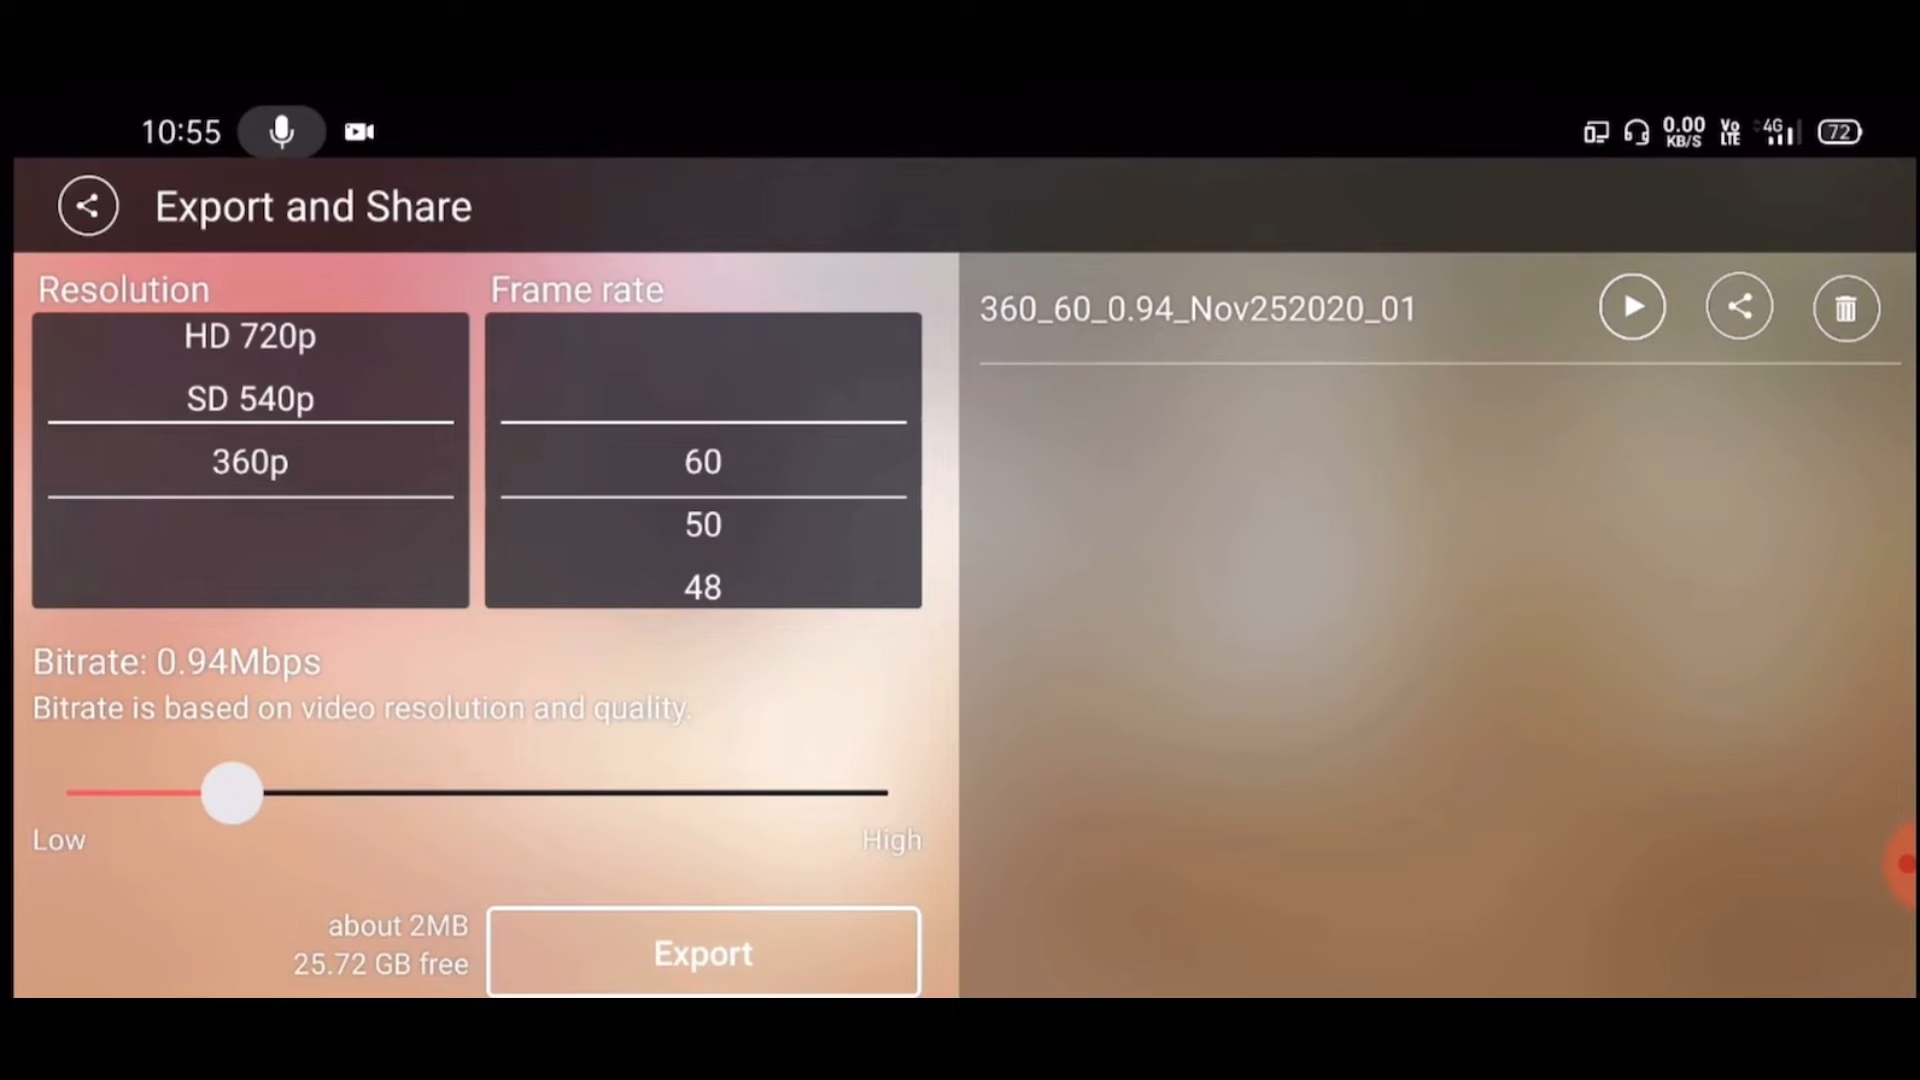 10:55
0.00
KB/S
Vo
LTE
4G
72
Export and Share
Resolution
Frame rate
HD 720p
SD 540p
360p
60
50
48
360_60_0.94_Nov252020_01
Bitrate: 0.94Mbps
Bitrate is based on video resolution and quality.
Low
High
about 2MB
25.72 GB free
Export